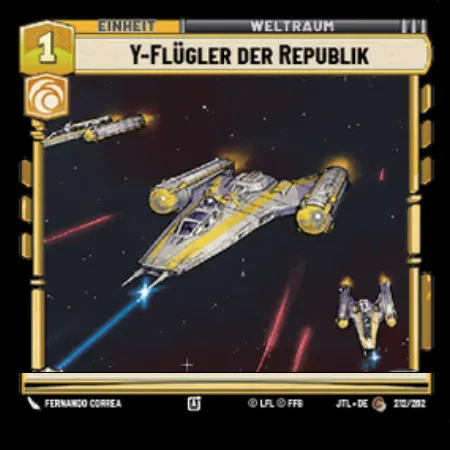 EINHEIT
WELTRAUM
1
Y-FLÜGLER DER REPUBLIK
FERNANDO CORREA
A
© LFL © FFG
JTL • DE
212/262